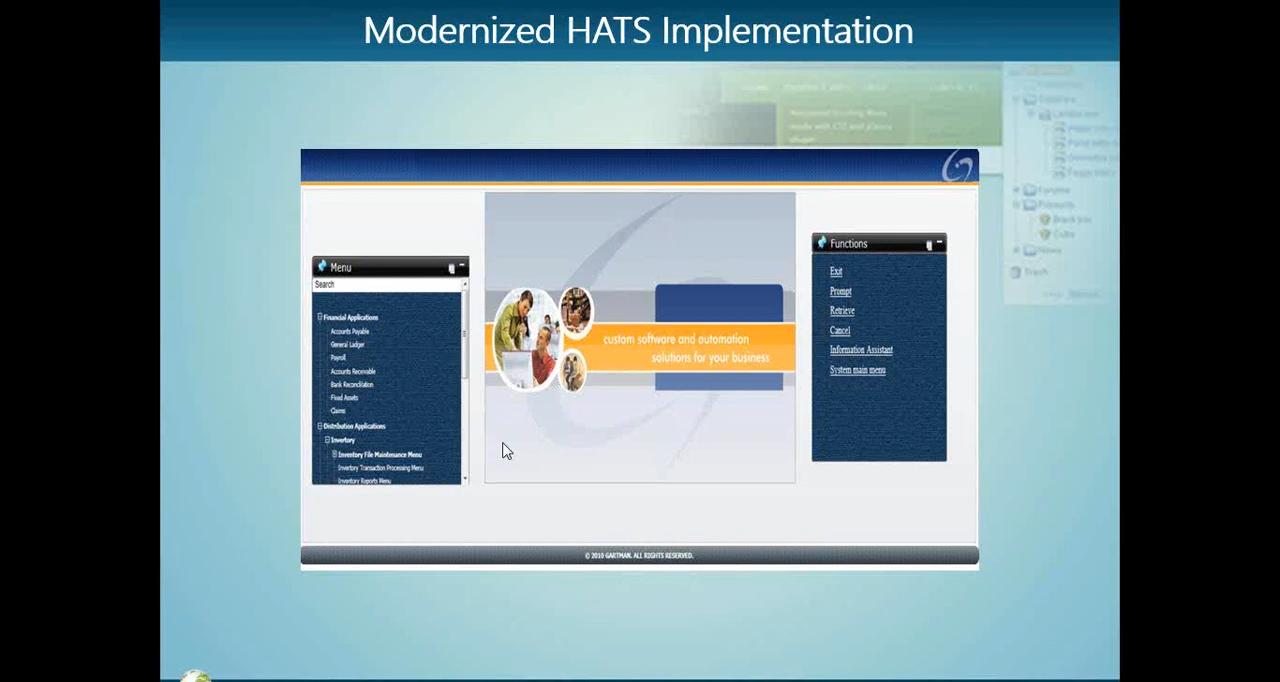 Modernized HATS Implementation
Menu
Search
Financial Applications
Accounts Payable
General Ledger
Payroll
Accounts Receivable
Bank Reconciliation
Fixed Assets
Claims
Distribution Applications
Inventory
Inventory File Maintenance Menu
Inventory Transaction Processing Menu
Inventory Reports Menu
custom software and automation
solutions for your business
Functions
Exit
Prompt
Retrieve
Cancel
Information Assistant
System main menu
© 2010 GARTMAN. ALL RIGHTS RESERVED.